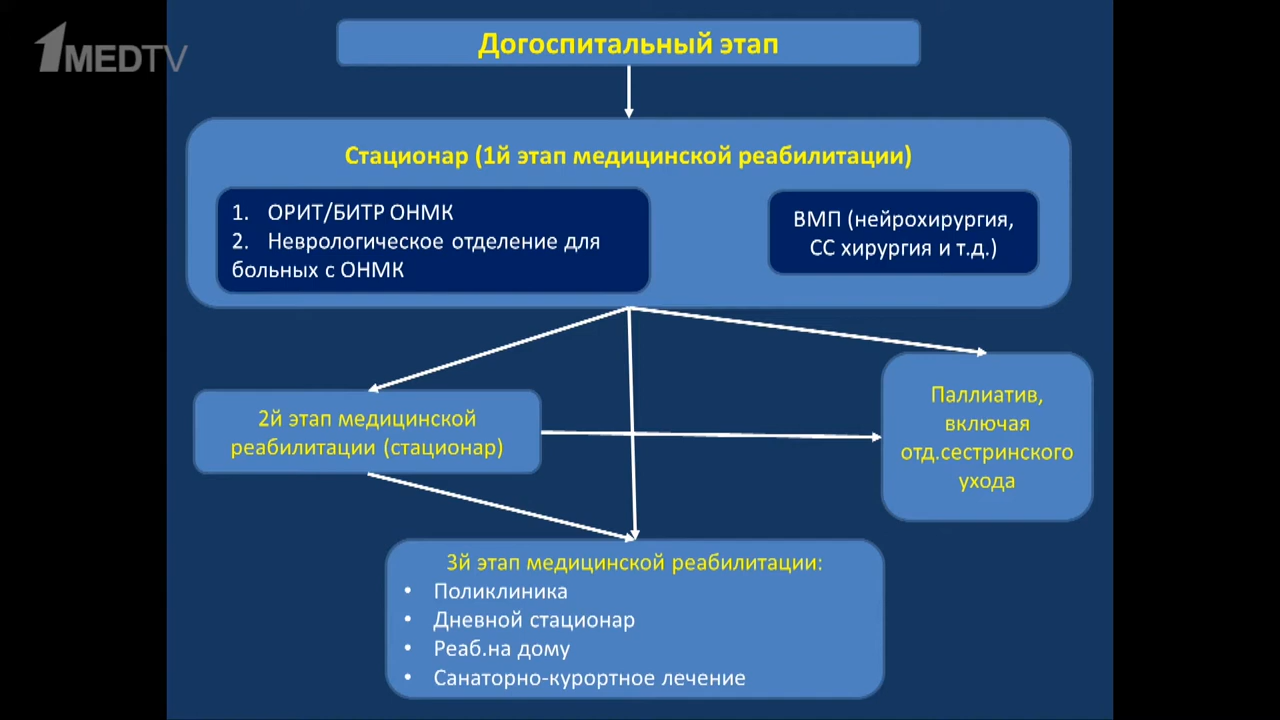 1MEDTV
Догоспитальный этап
Стационар (1й этап медицинской реабилитации)
1. ОРИТ/БИТР ОНМК
2. Неврологическое отделение для
больных с ОНМК
ВМП (нейрохирургия,
СС хирургия и т.д.)
2й этап медицинской
реабилитации (стационар)
Паллиатив,
включая
отд.сестринского
ухода
3й этап медицинской реабилитации:
• Поликлиника
• Дневной стационар
• Реаб.на дому
• Санаторно-курортное лечение